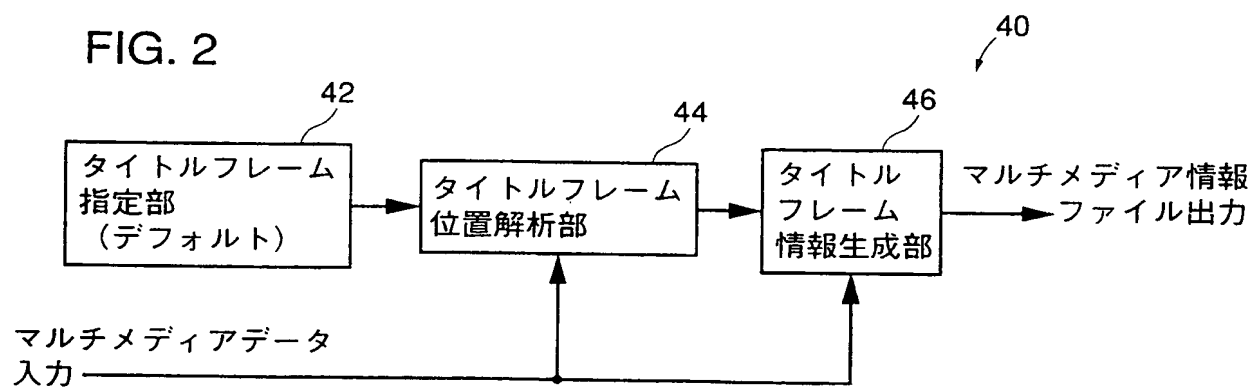 FIG. 2
40
42
タイトルフレーム
指定部
(デフォルト)
44
タイトルフレーム
位置解析部
46
タイトル
フレーム
情報生成部
マルチメディア情報
ファイル出力
マルチメディアデータ
入力